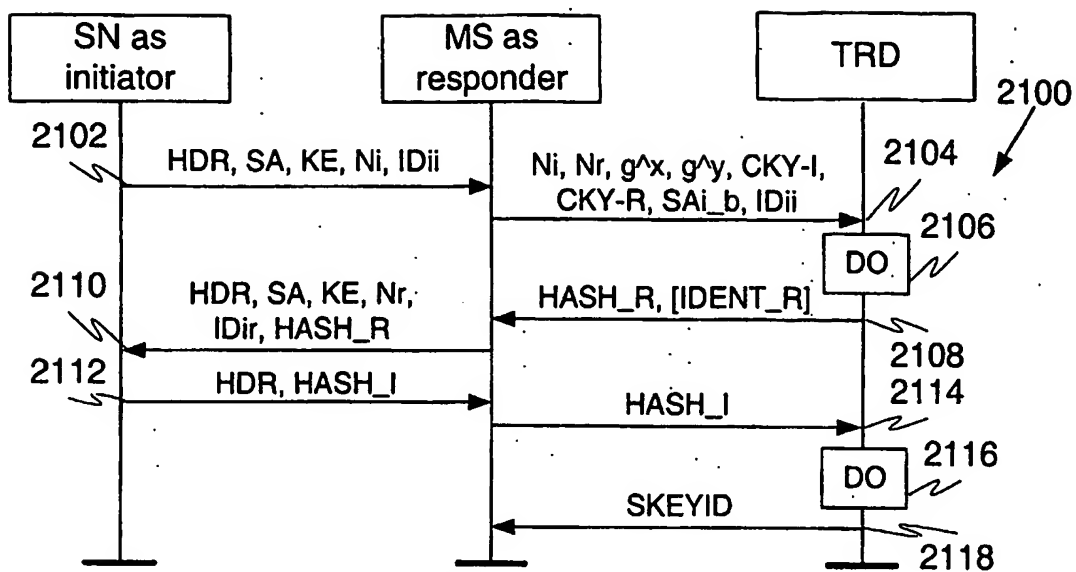 SN as
initiator
MS as
responder
TRD
2100
2102
HDR, SA, KE, Ni, IDii
Ni, Nr, g^x, g^y, CKY-I,
CKY-R, SAi_b, IDii
2104
DO
2106
2110
HDR, SA, KE, Nr,
IDir, HASH_R
HASH_R, [IDENT_R]
2108
2112
HDR, HASH_I
HASH_I
2114
DO
2116
SKEYID
2118